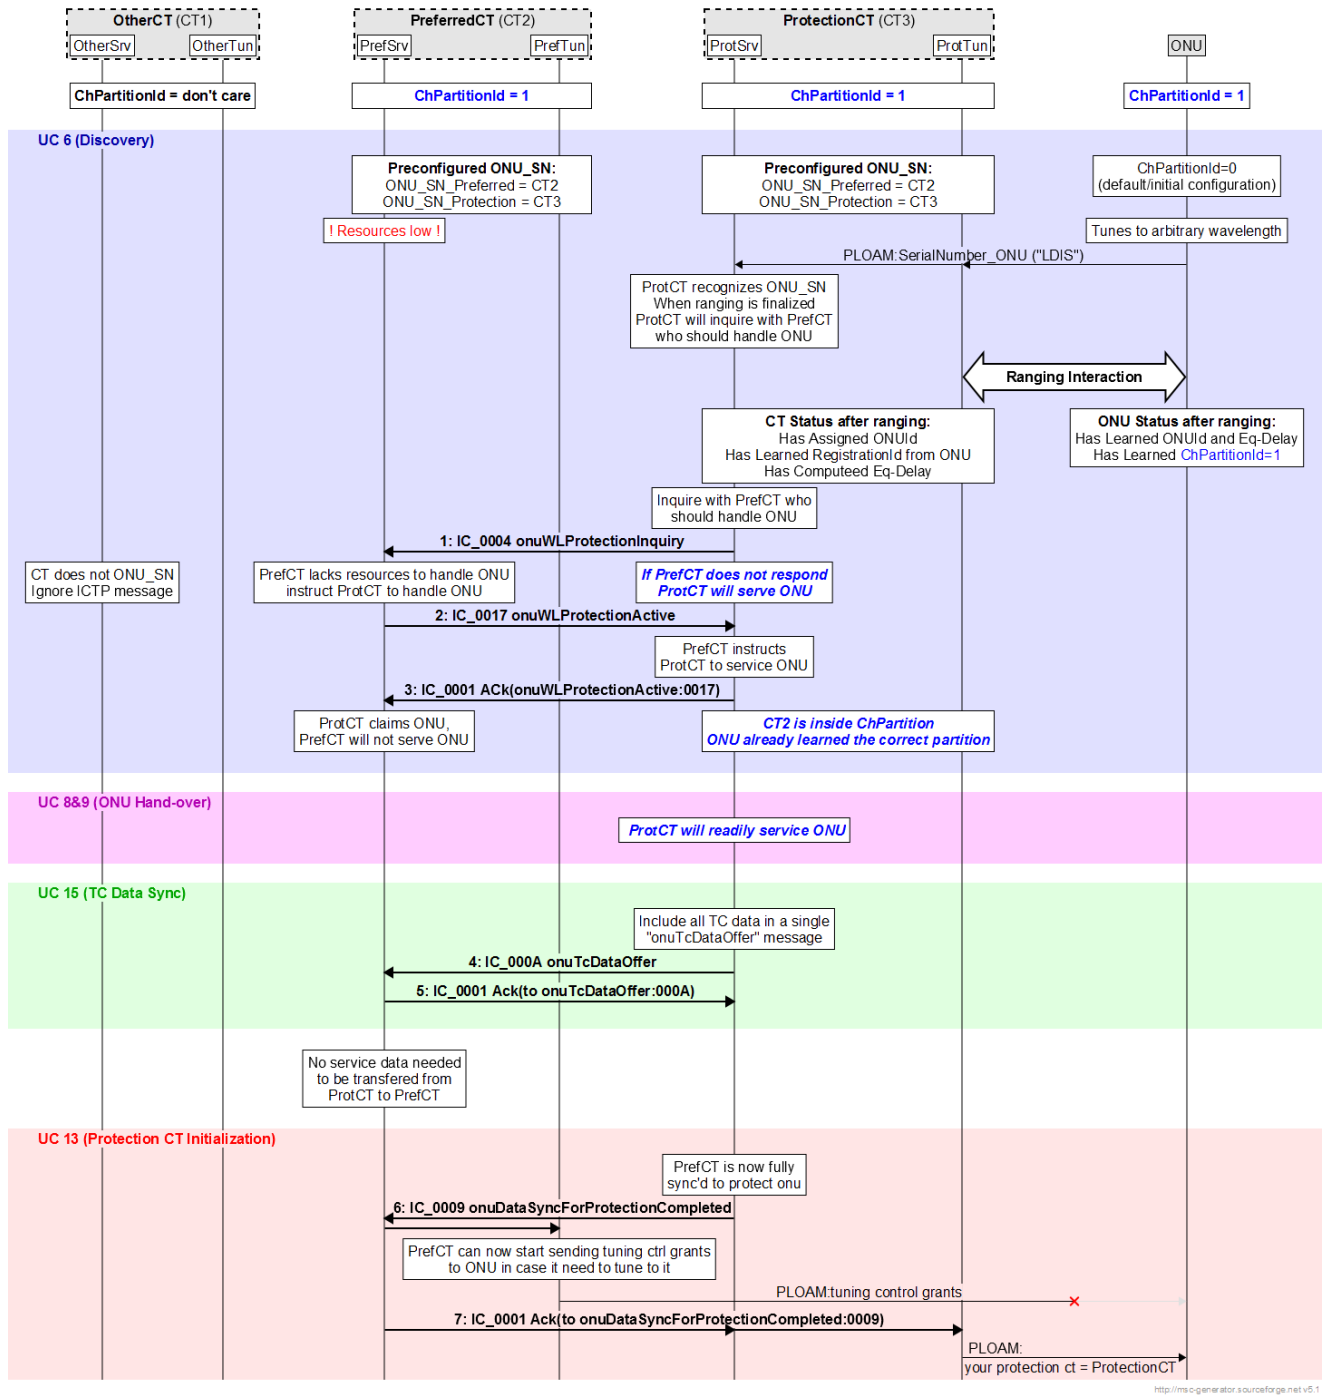 OtherCT (CT1)
PreferredCT (CT2)
ProtectionCT (CT3)
OtherSrv
OtherTun
PrefSrv
PrefTun
ProtSrv
ProtTun
ONU
ChPartitionId = don't care
ChPartitionId = 1
ChPartitionId = 1
ChPartitionId = 1
UC 6 (Discovery)
Preconfigured ONU_SN:
ONU_SN_Preferred = CT2
ONU_SN_Protection = CT3
Preconfigured ONU_SN:
ONU_SN_Preferred = CT2
ONU_SN_Protection = CT3
ChPartitionId=0
(default/initial configuration)
! Resources low !
Tunes to arbitrary wavelength
PLOAM:SerialNumber_ONU ("LDIS")
ProtCT recognizes ONU_SN
When ranging is finalized
ProtCT will inquire with PrefCT
who should handle ONU
Ranging Interaction
CT Status after ranging:
Has Assigned ONUId
Has Learned RegistrationId from ONU
Has Computeed Eq-Delay
ONU Status after ranging:
Has Learned ONUId and Eq-Delay
Has Learned ChPartitionId=1
Inquire with PrefCT who
should handle ONU
1: IC_0004 onuWLProtectionInquiry
CT does not ONU_SN
Ignore ICTP message
PrefCT lacks resources to handle ONU
instruct ProtCT to handle ONU
If PrefCT does not respond
ProtCT will serve ONU
2: IC_0017 onuWLProtectionActive
PrefCT instructs
ProtCT to service ONU
3: IC_0001 ACk(onuWLProtectionActive:0017)
ProtCT claims ONU,
PrefCT will not serve ONU
CT2 is inside ChPartition
ONU already learned the correct partition
UC 8&9 (ONU Hand-over)
ProtCT will readily service ONU
UC 15 (TC Data Sync)
Include all TC data in a single
"onuTcDataOffer" message
4: IC_000A onuTcDataOffer
5: IC_0001 Ack(to onuTcDataOffer:000A)
No service data needed
to be transfered from
ProtCT to PrefCT
UC 13 (Protection CT Initialization)
PrefCT is now fully
sync'd to protect onu
6: IC_0009 onuDataSyncForProtectionCompleted
PrefCT can now start sending tuning ctrl grants
to ONU in case it need to tune to it
PLOAM:tuning control grants
7: IC_0001 Ack(to onuDataSyncForProtectionCompleted:0009)
PLOAM:
your protection ct = ProtectionCT
http://msc-generator.sourceforge.net v5.1